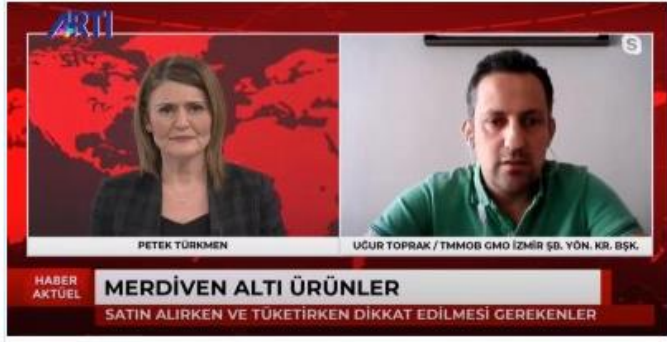 ARTI
S
PETEK TÜRKMEN
UĞUR TOPRAK / TMMOB GMO İZMİR ŞB. YÖN. KR. BŞK.
HABER
AKTÜEL
MERDİVEN ALTI ÜRÜNLER
SATIN ALIRKEN VE TÜKETİRKEN DİKKAT EDİLMESİ GEREKENLER